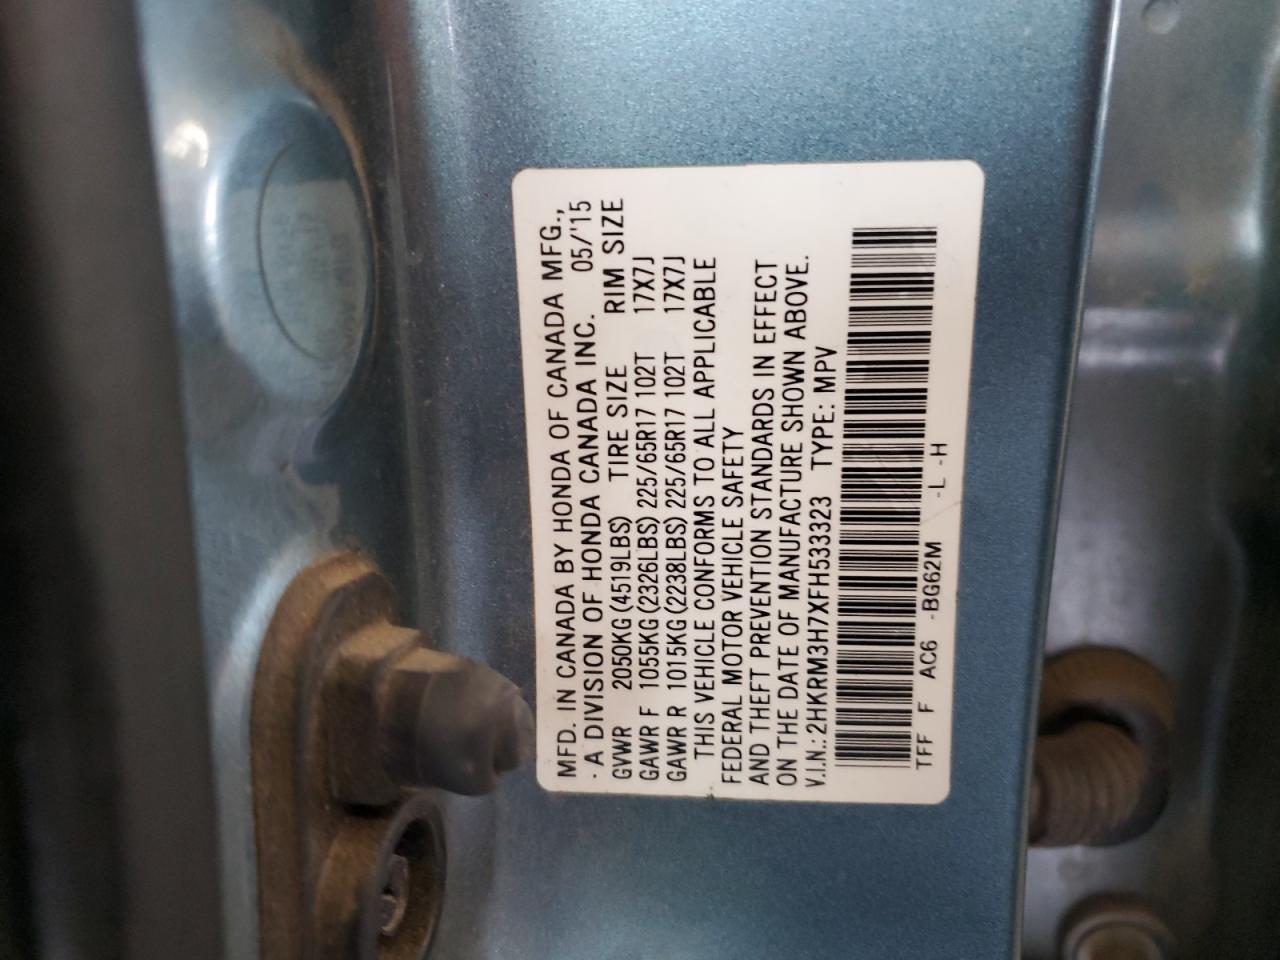 MFD. IN CANADA BY HONDA OF CANADA MFG.,
· A DIVISION OF HONDA CANADA INC. 05/'15
GVWR 2050KG(4519LBS) TIRE SIZE RIM SIZE
GAWR F 1055KG(2326LBS) 225/65R17 102T 17X7J
GAWR R 1015KG(2238LBS) 225/65R17 102T 17X7J
THIS VEHICLE CONFORMS TO ALL APPLICABLE
FEDERAL MOTOR VEHICLE SAFETY
AND THEFT PREVENTION STANDARDS IN EFFECT
ON THE DATE OF MANUFACTURE SHOWN ABOVE.
V.I.N.:2HKRM3H7XFH533323 TYPE: MPV
TFF F AC6 -BG62M -L -H